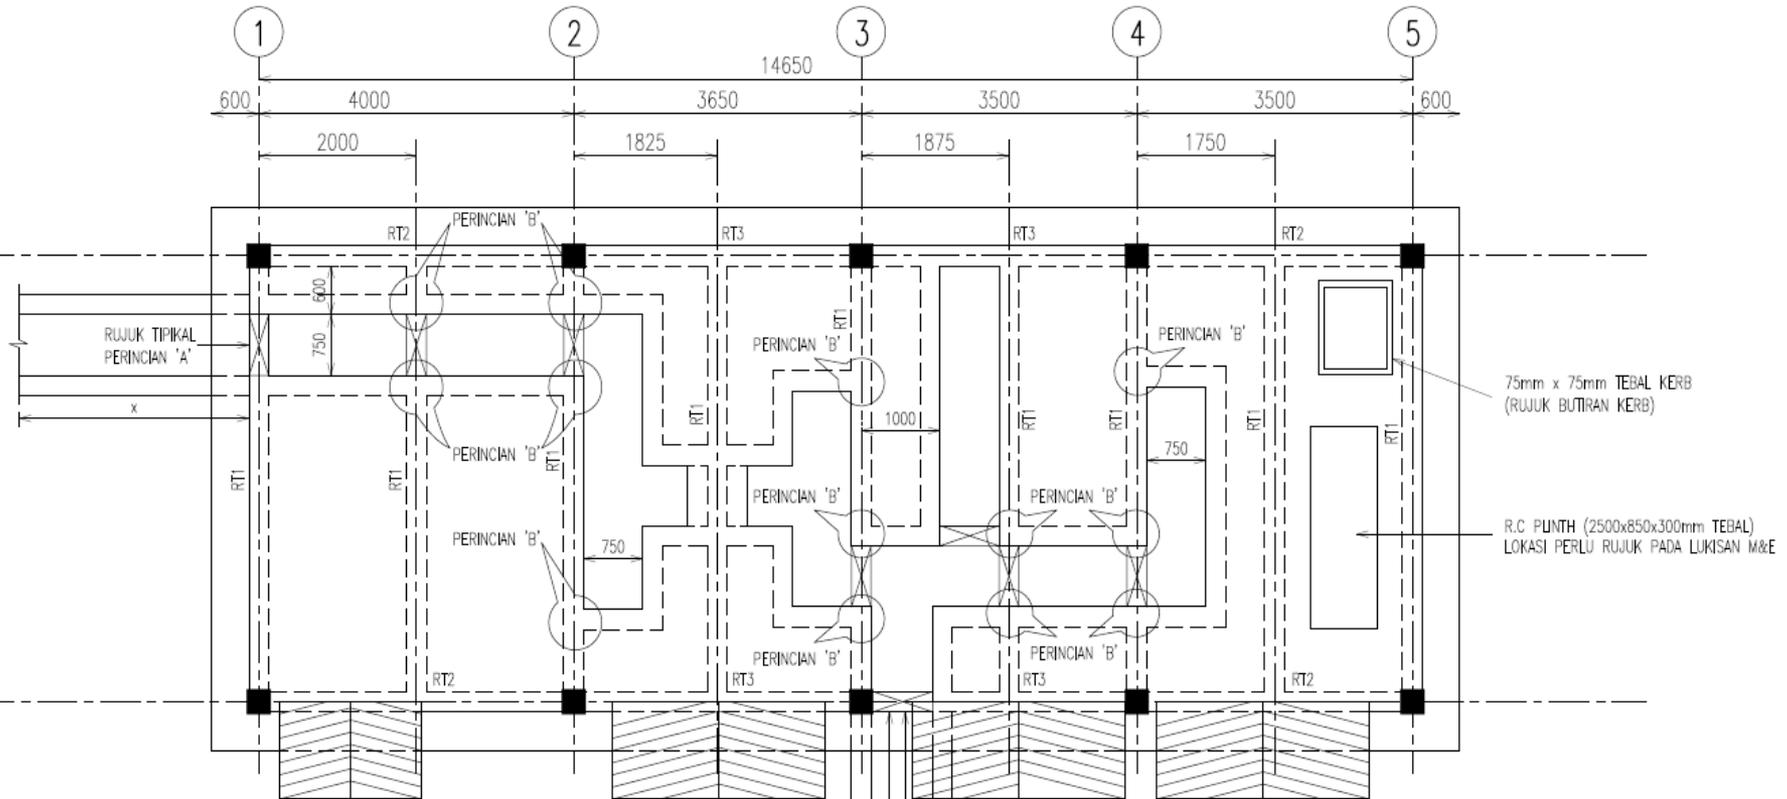 1 2 3 4 5
14650
600 4000 3650 3500 3500 600
2000 1825 1875 1750
PERINCIAN 'B'
RT2 RT3 RT3 RT2
600
RUJUK TIPIKAL
PERINCIAN 'A'
750
RT1
PERINCIAN 'B'
PERINCIAN 'B'
75mm x 75mm TEBAL KERB
(RUJUK BUTIRAN KERB)
x
RT1
1000
RT1
RT1
RT1
RT1
750
PERINCIAN 'B'
RT1
RT1
RT1
PERINCIAN 'B'
PERINCIAN 'B'
R.C PLINTH (2500x850x300mm TEBAL)
LOKASI PERLU RUJUK PADA LUKISAN M&E
PERINCIAN 'B'
750
PERINCIAN 'B'
PERINCIAN 'B'
RT2 RT3 RT3 RT2